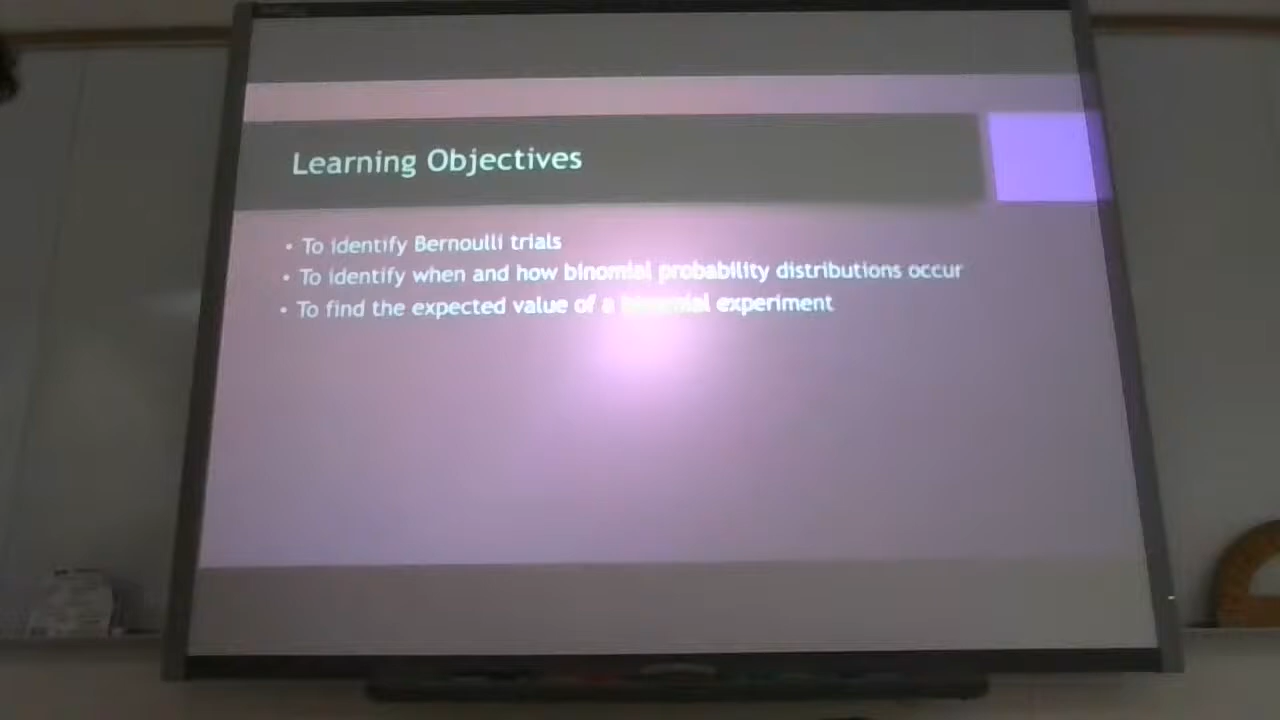 Learning Objectives
• To identify Bernoulli trials
• To identify when and how binomial probability distributions occur
• To find the expected value of a binomial experiment